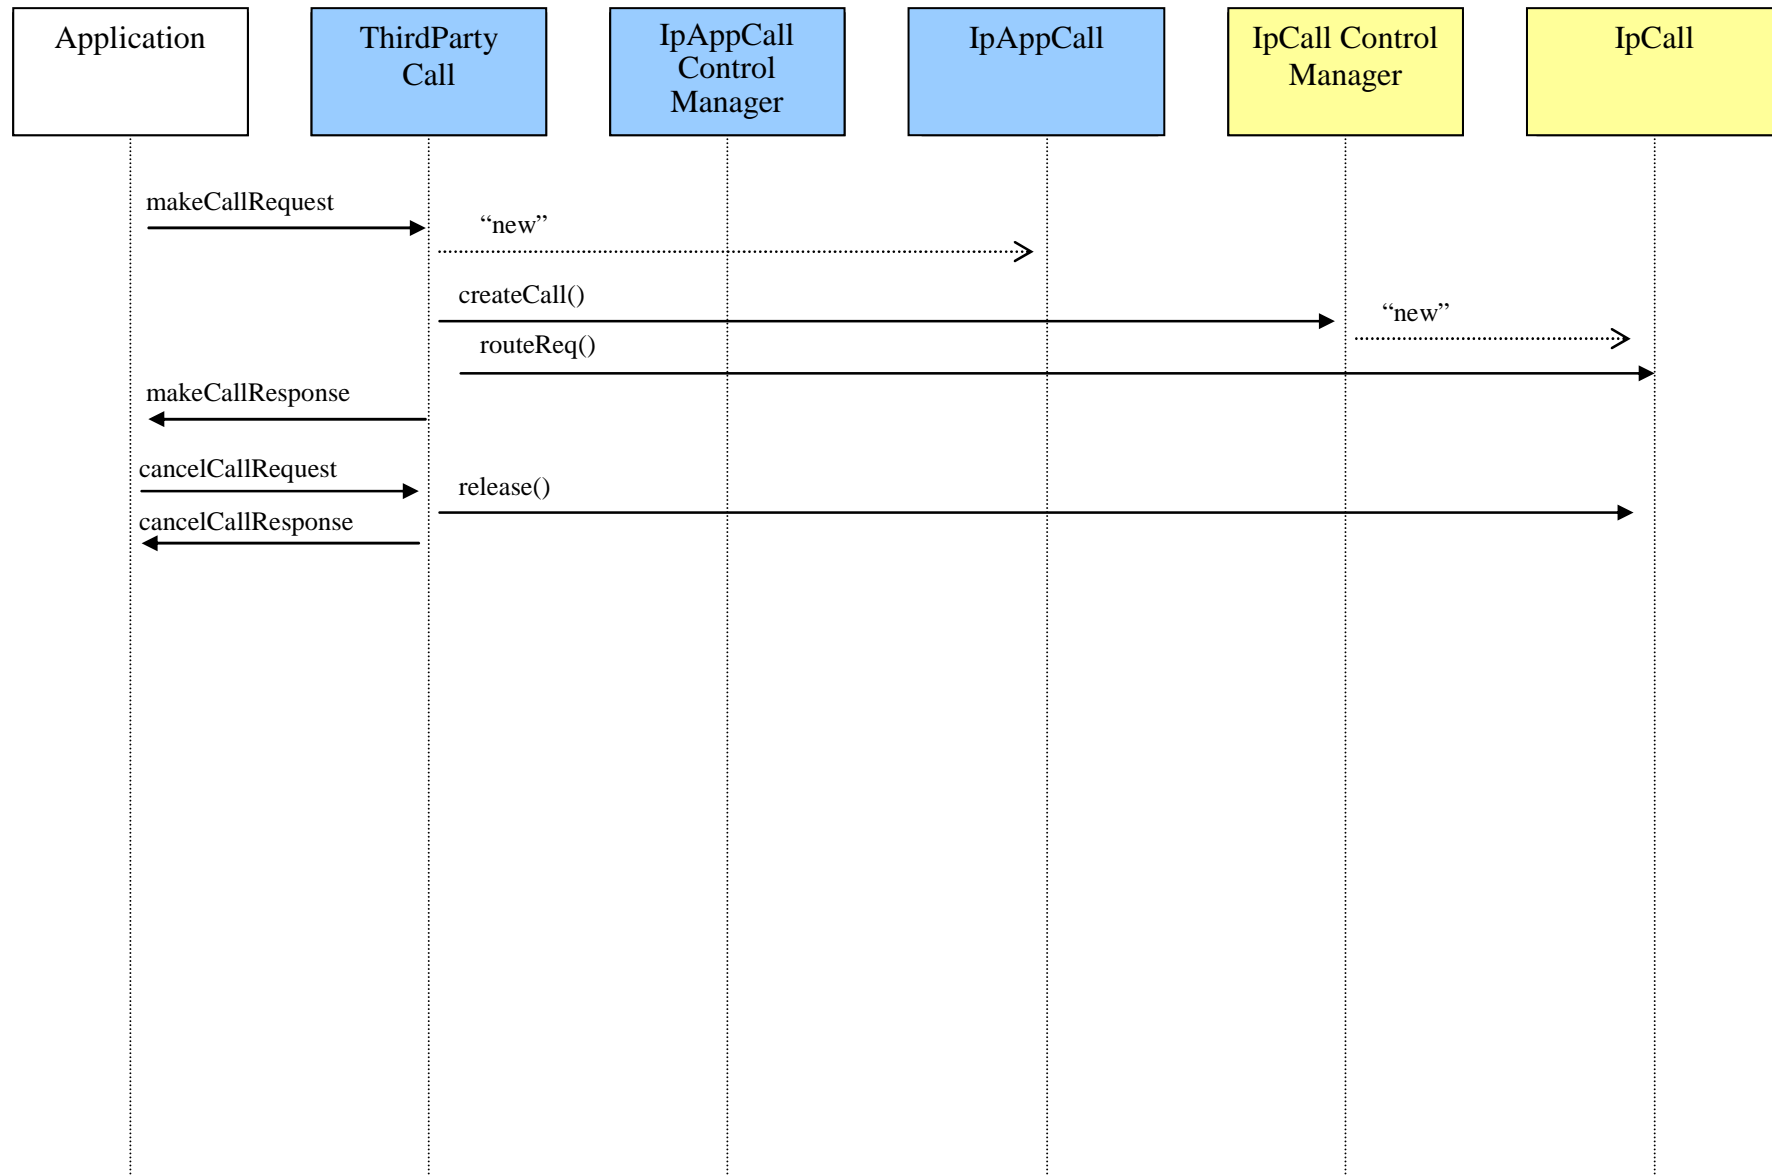 Application
ThirdParty
Call
IpAppCall
Control
Manager
IpAppCall
IpCall Control
Manager
IpCall
makeCallRequest
“new”
createCall()
“new”
routeReq()
makeCallResponse
cancelCallRequest
release()
cancelCallResponse